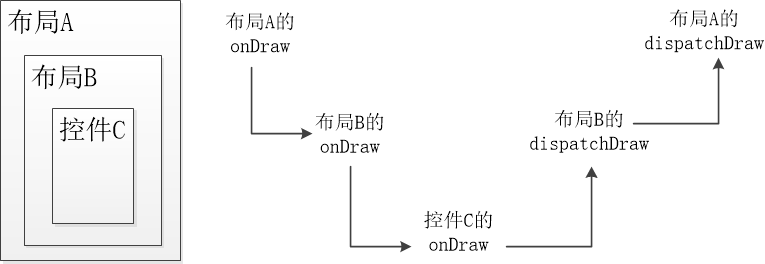 布局A
布局B
控件C
布局A的
onDraw
布局B的
onDraw
控件C的
onDraw
布局B的
dispatchDraw
布局A的
dispatchDraw